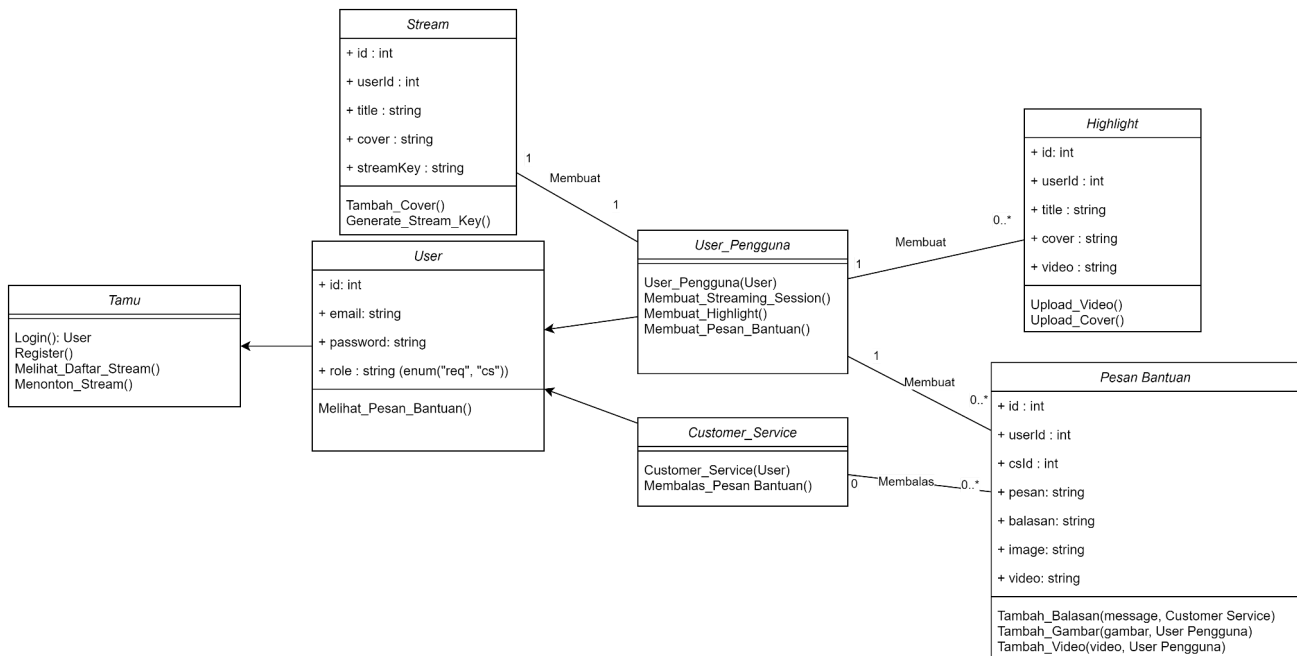 Stream
+ id : int
+ userId : int
+ title : string
+ cover : string
+ streamKey : string
Tambah_Cover()
Generate_Stream_Key()
1
Membuat
1
Highlight
+ id: int
+ userId : int
+ title : string
+ cover : string
+ video : string
Upload_Video()
Upload_Cover()
0..*
Membuat
1
User_Pengguna
User_Pengguna(User)
Membuat_Streaming_Session()
Membuat_Highlight()
Membuat_Pesan_Bantuan()
User
+ id: int
+ email: string
+ password: string
+ role : string (enum("req", "cs"))
Melihat_Pesan_Bantuan()
Tamu
Login(): User
Register()
Melihat_Daftar_Stream()
Menonton_Stream()
1
Membuat
0..*
Customer_Service
Customer_Service(User)
Membalas_Pesan Bantuan()
0
Membalas
0..*
Pesan Bantuan
+ id : int
+ userId : int
+ csId : int
+ pesan: string
+ balasan: string
+ image: string
+ video: string
Tambah_Balasan(message, Customer Service)
Tambah_Gambar(gambar, User Pengguna)
Tambah_Video(video, User Pengguna)